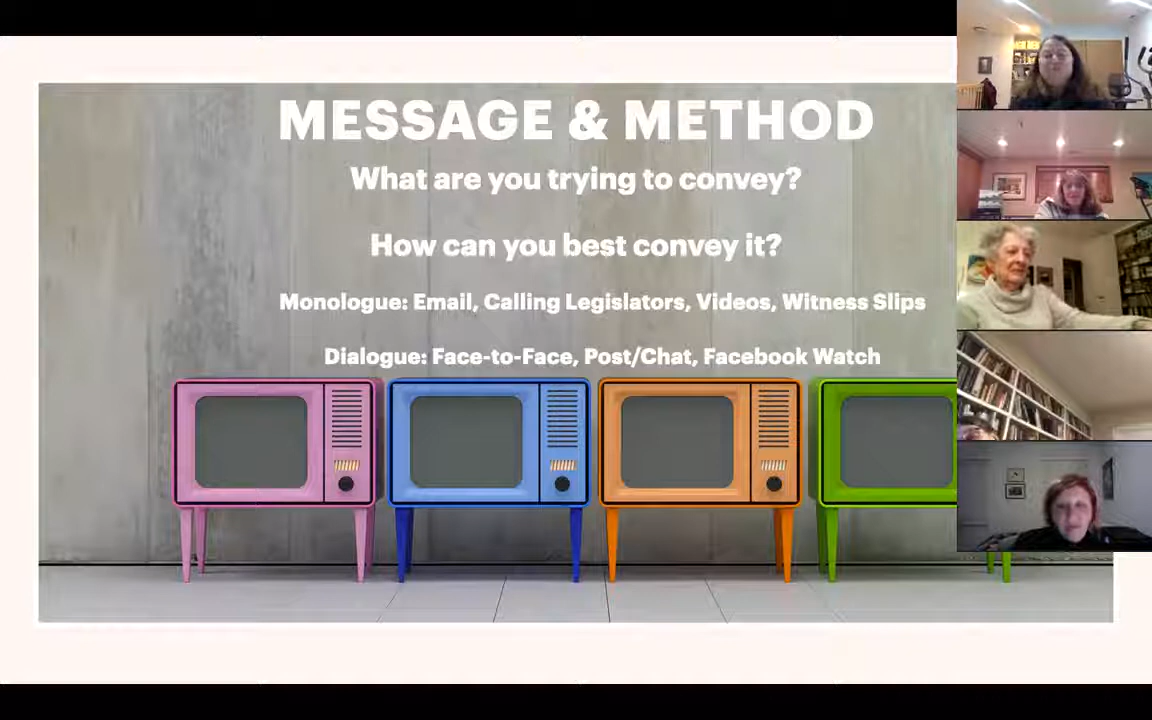 MESSAGE & METHOD
What are you trying to convey?
How can you best convey it?
Monologue: Email, Calling Legislators, Videos, Witness Slips
Dialogue: Face-to-Face, Post/Chat, Facebook Watch